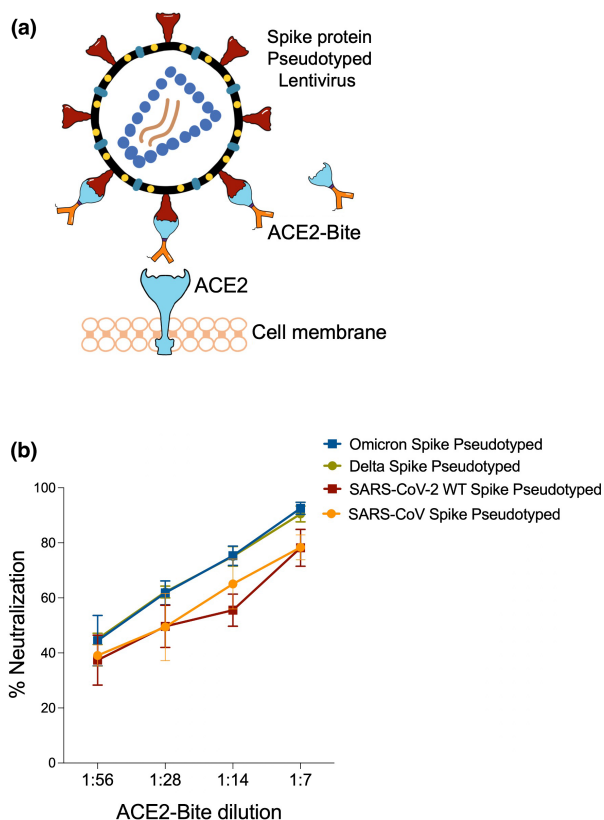 (a)
Spike protein
Pseudotyped
Lentivirus
ACE2-Bite
ACE2
Cell membrane
(b)
Omicron Spike Pseudotyped
Delta Spike Pseudotyped
SARS-CoV-2 WT Spike Pseudotyped
SARS-CoV Spike Pseudotyped
100
80
60
40
20
0
% Neutralization
1:56 1:28 1:14 1:7
ACE2-Bite dilution